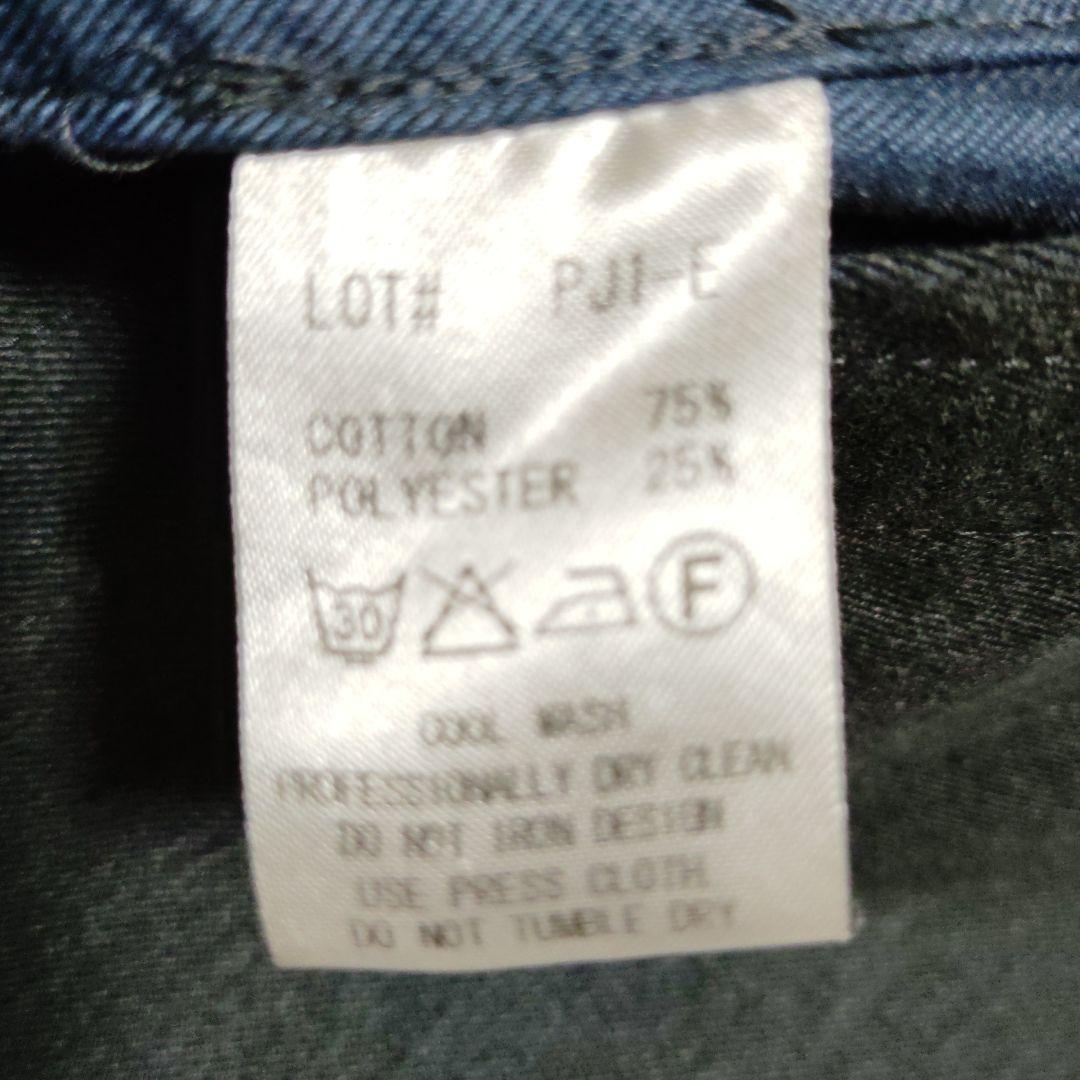 LOT# PJ1-E
COTTON 75%
POLYESTER 25%
30 F
COOL WASH
PROFESSIONALLY DRY CLEAN
DO NOT IRON DESIGN
USE PRESS CLOTH
DO NOT TUMBLE DRY